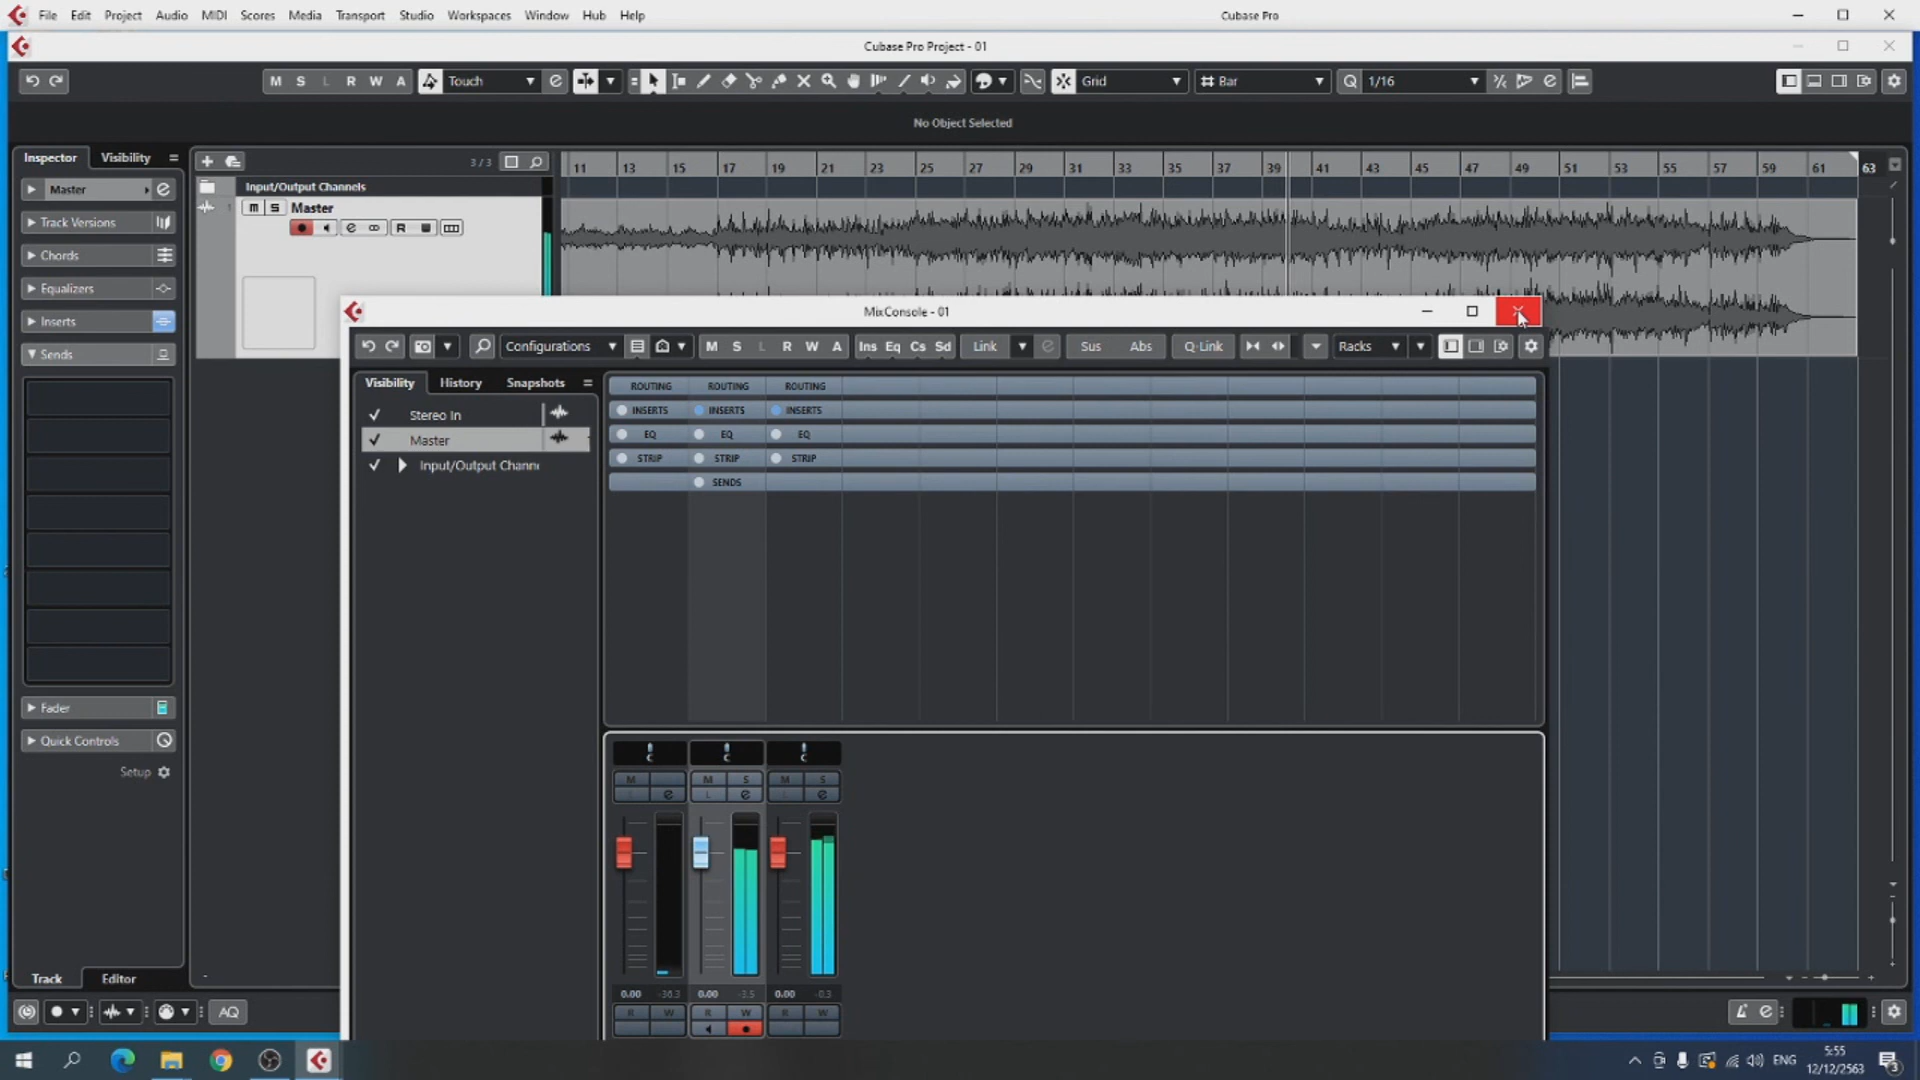 File Edit Project Audio MIDI Scores Media Transport Studio Workspaces Window Hub Help
Cubase Pro
Cubase Pro Project - 01
M S L R W A Touch Grid Bar Q 1/16
No Object Selected
Inspector Visibility
3 / 3
11 13 15 17 19 21 23 25 27 29 31 33 35 37 39 41 43 45 47 49 51 53 55 57 59 61 63
Master
Input/Output Channels
1 m S Master
R
Track Versions
Chords
Equalizers
Inserts
Sends
Fader
Quick Controls
Setup
Track Editor
AQ
MixConsole - 01
Configurations M S L R W A Ins Eq Cs Sd Link Sus Abs Q-Link Racks
Visibility History Snapshots
Stereo In
Master
Input/Output Channe
ROUTING ROUTING ROUTING
INSERTS INSERTS INSERTS
EQ EQ EQ
STRIP STRIP STRIP
SENDS
C C C
M M S M S
L
0.00 -36.3 0.00 -3.5 0.00 -0.3
R W R W R W
ENG
5:55
12/12/2563
3